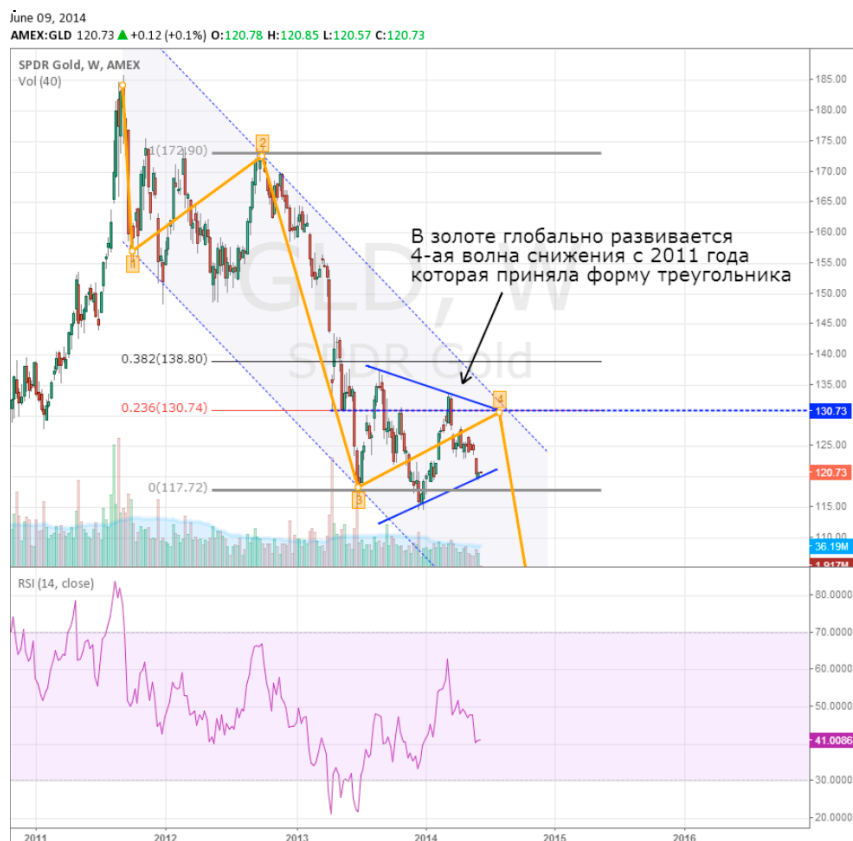 June 09, 2014
AMEX:GLD 120.73 ▲ +0.12 (+0.1%) O:120.78 H:120.85 L:120.57 C:120.73
SPDR Gold, W, AMEX
Vol (40)
GLD, W
SPDR Gold
185.00
175.00
170.00
165.00
160.00
155.00
150.00
145.00
140.00
135.00
130.73
125.00
120.73
115.00
110.00
36.19M
1.917M
1(172.90)
2
1
В золоте глобально развивается
4-ая волна снижения с 2011 года
которая приняла форму треугольника
0.382(138.80)
0.236(130.74)
4
0(117.72)
3
RSI (14, close)
80.0000
70.0000
60.0000
50.0000
41.0086
30.0000
20.0000
2011 2012 2013 2014 2015 2016